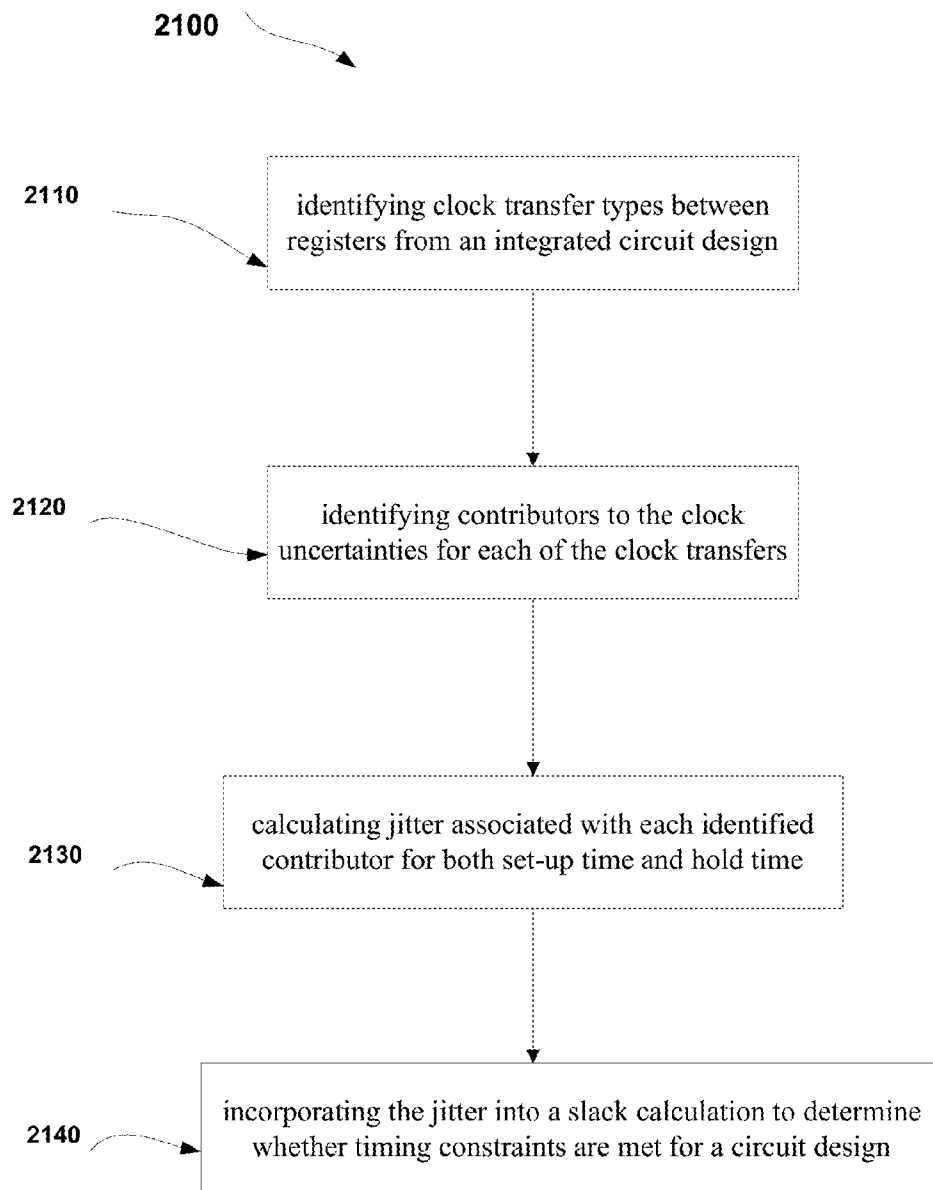 2100
2110
identifying clock transfer types between
registers from an integrated circuit design
2120
identifying contributors to the clock
uncertainties for each of the clock transfers
2130
calculating jitter associated with each identified
contributor for both set-up time and hold time
2140
incorporating the jitter into a slack calculation to determine
whether timing constraints are met for a circuit design